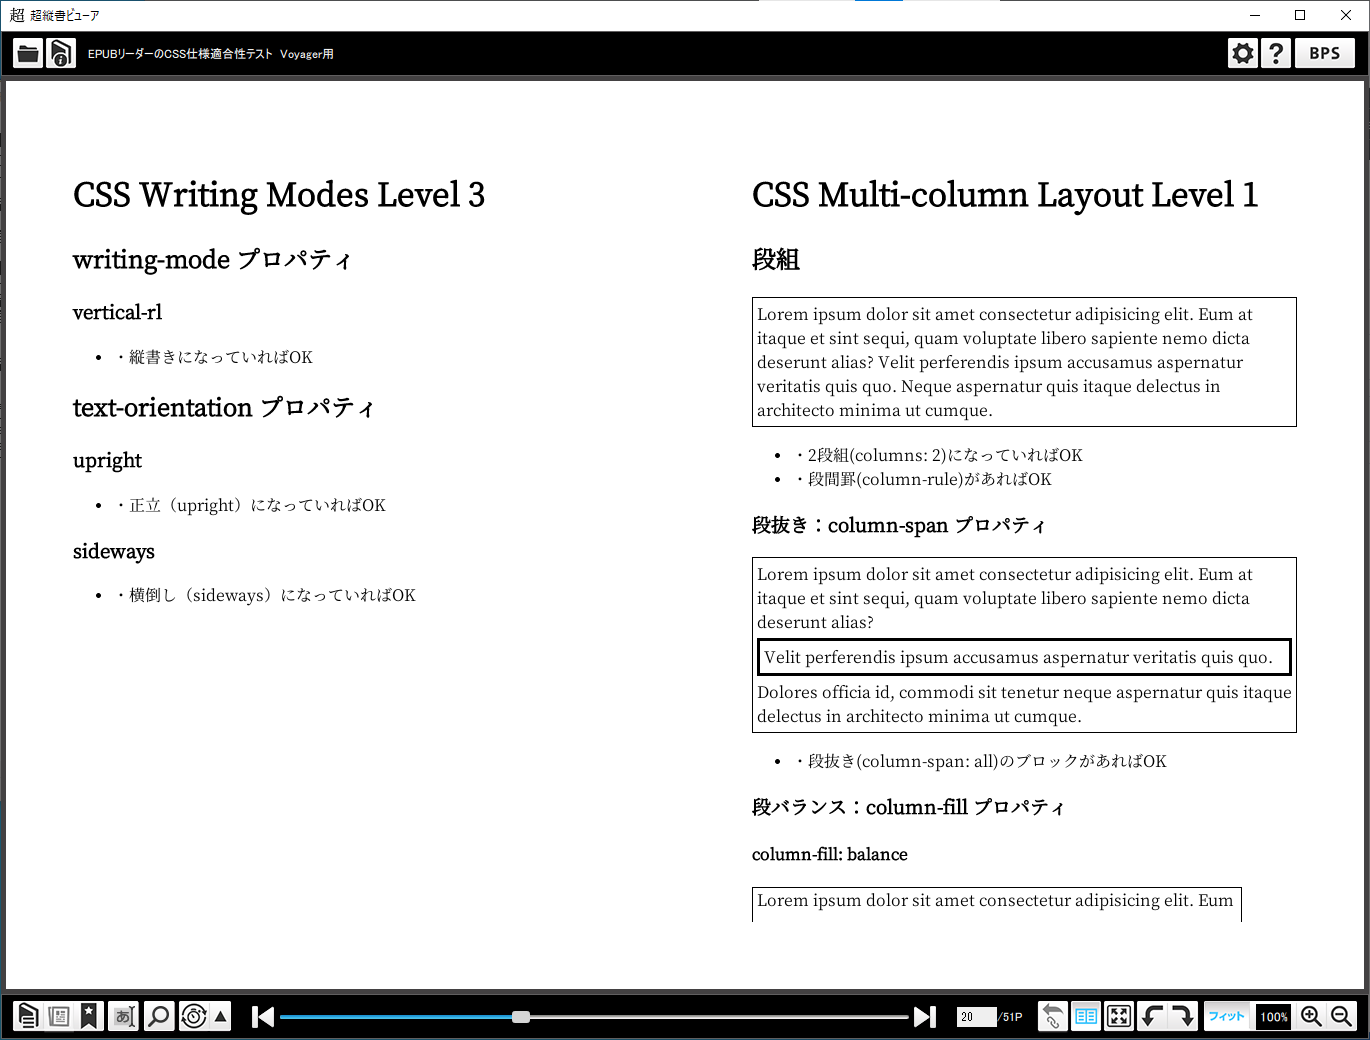 超 超縦書ビューア
EPUBリーダーのCSS仕様適合性テスト Voyager用
BPS
CSS Writing Modes Level 3
writing-mode プロパティ
vertical-rl
• ・縦書きになっていればOK
text-orientation プロパティ
upright
• ・正立（upright）になっていればOK
sideways
• ・横倒し（sideways）になっていればOK
CSS Multi-column Layout Level 1
段組
Lorem ipsum dolor sit amet consectetur adipisicing elit. Eum at
itaque et sint sequi, quam voluptate libero sapiente nemo dicta
deserunt alias? Velit perferendis ipsum accusamus aspernatur
veritatis quis quo. Neque aspernatur quis itaque delectus in
architecto minima ut cumque.
• ・2段組(columns: 2)になっていればOK
• ・段間罫(column-rule)があればOK
段抜き：column-span プロパティ
Lorem ipsum dolor sit amet consectetur adipisicing elit. Eum at
itaque et sint sequi, quam voluptate libero sapiente nemo dicta
deserunt alias?
Velit perferendis ipsum accusamus aspernatur veritatis quis quo.
Dolores officia id, commodi sit tenetur neque aspernatur quis itaque
delectus in architecto minima ut cumque.
• ・段抜き(column-span: all)のブロックがあればOK
段バランス：column-fill プロパティ
column-fill: balance
Lorem ipsum dolor sit amet consectetur adipisicing elit. Eum
あ
20 /51P
フィット
100%